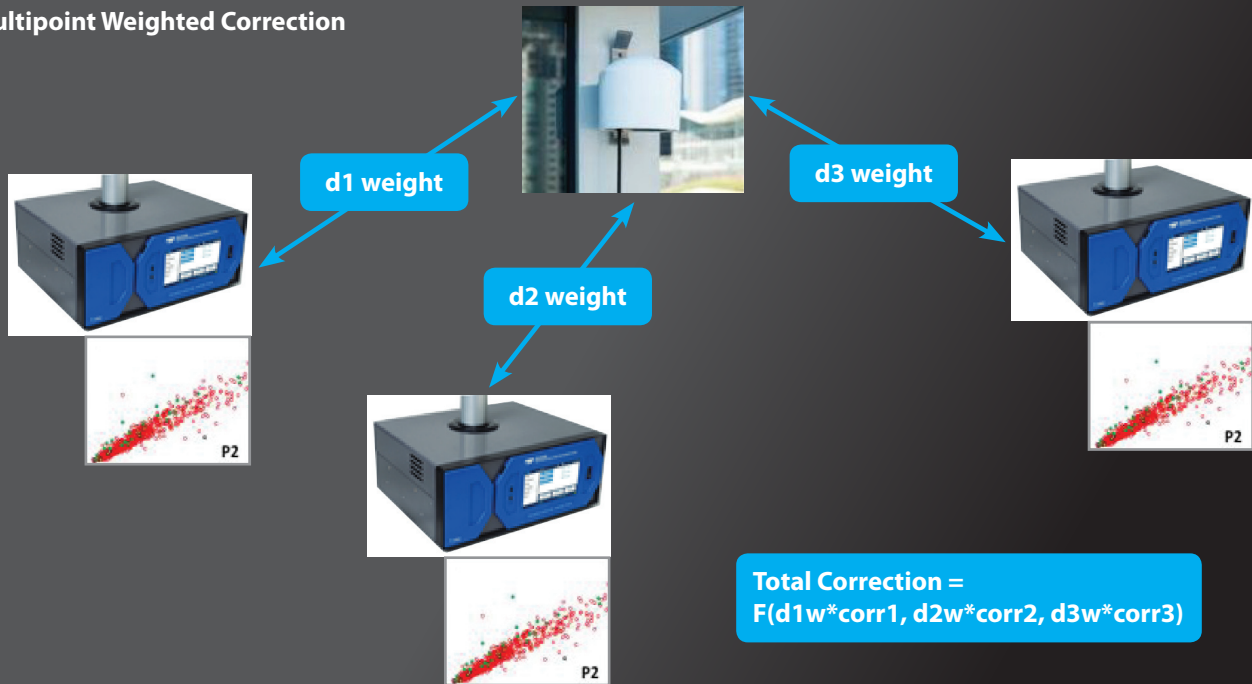 ultipoint Weighted Correction
d1 weight
d3 weight
d2 weight
P2
P2
Total Correction =
F(d1w*corr1, d2w*corr2, d3w*corr3)
P2